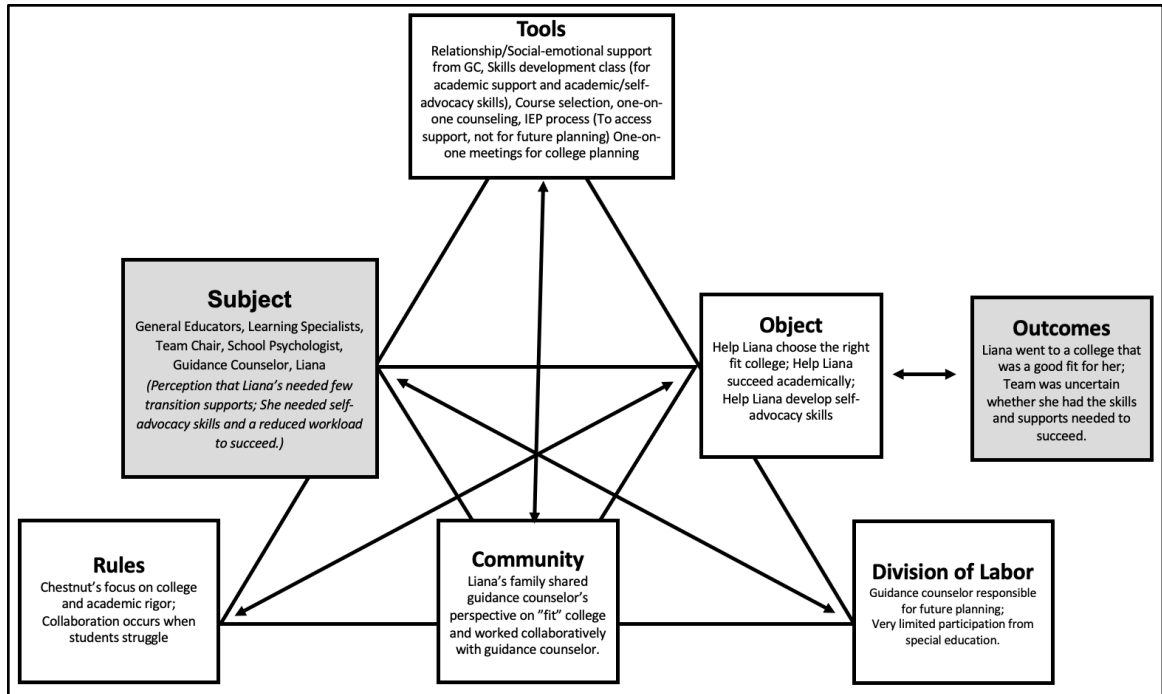 Tools
Relationship/Social-emotional support
from GC, Skills development class (for
academic support and academic/self-
advocacy skills), Course selection, one-on-
one counseling, IEP process (To access
support, not for future planning) One-on-
one meetings for college planning
Subject
General Educators, Learning Specialists,
Team Chair, School Psychologist,
Guidance Counselor, Liana
(Perception that Liana’s needed few
transition supports; She needed self-
advocacy skills and a reduced workload
to succeed.)
Object
Help Liana choose the right
fit college; Help Liana
succeed academically;
Help Liana develop self-
advocacy skills
Outcomes
Liana went to a college that
was a good fit for her;
Team was uncertain
whether she had the skills
and supports needed to
succeed.
Rules
Chestnut’s focus on college
and academic rigor;
Collaboration occurs when
students struggle
Community
Liana’s family shared
guidance counselor’s
perspective on ”fit” college
and worked collaboratively
with guidance counselor.
Division of Labor
Guidance counselor responsible
for future planning;
Very limited participation from
special education.